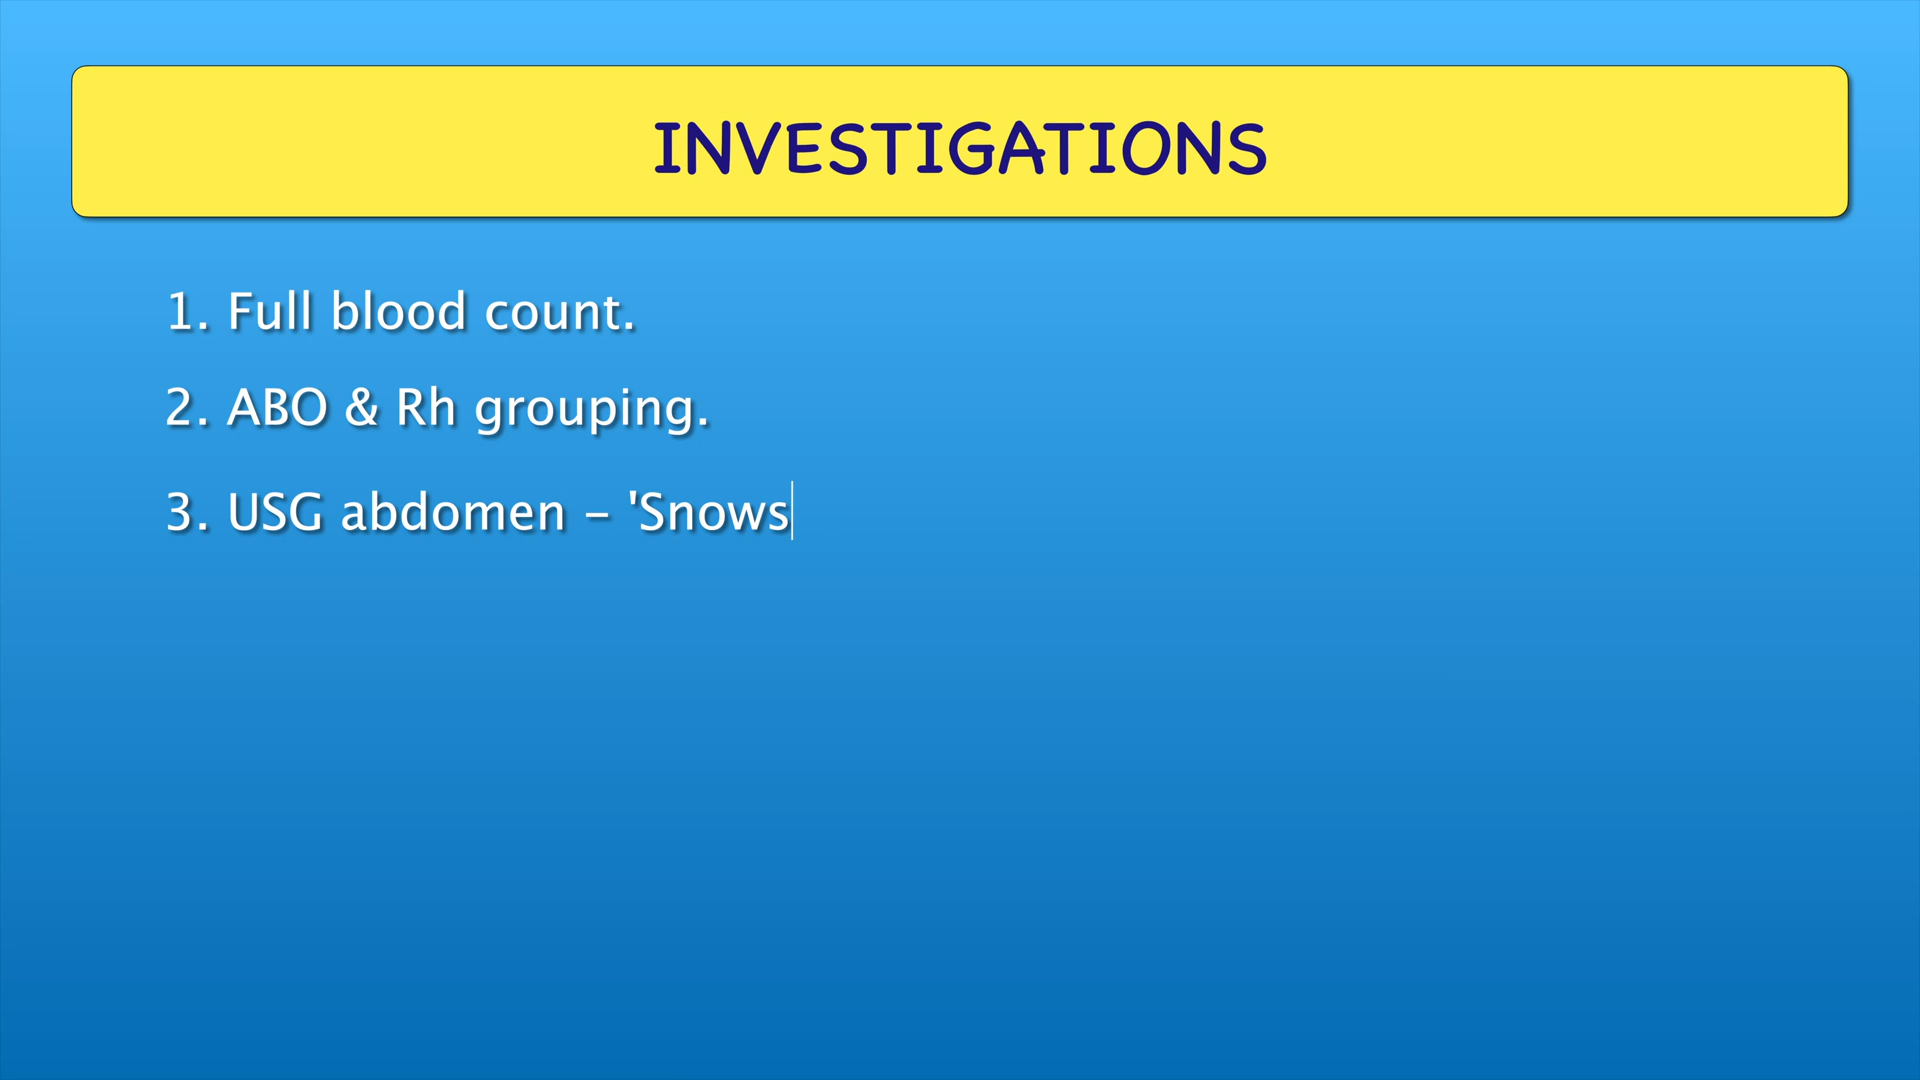 INVESTIGATIONS
1. Full blood count.
2. ABO & Rh grouping.
3. USG abdomen – 'Snows